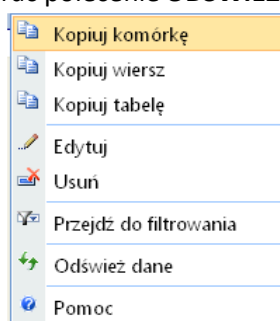 Kopiuj komórkę
Kopiuj wiersz
Kopiuj tabelę
Edytuj
Usuń
Przejdź do filtrowania
Odśwież dane
Pomoc